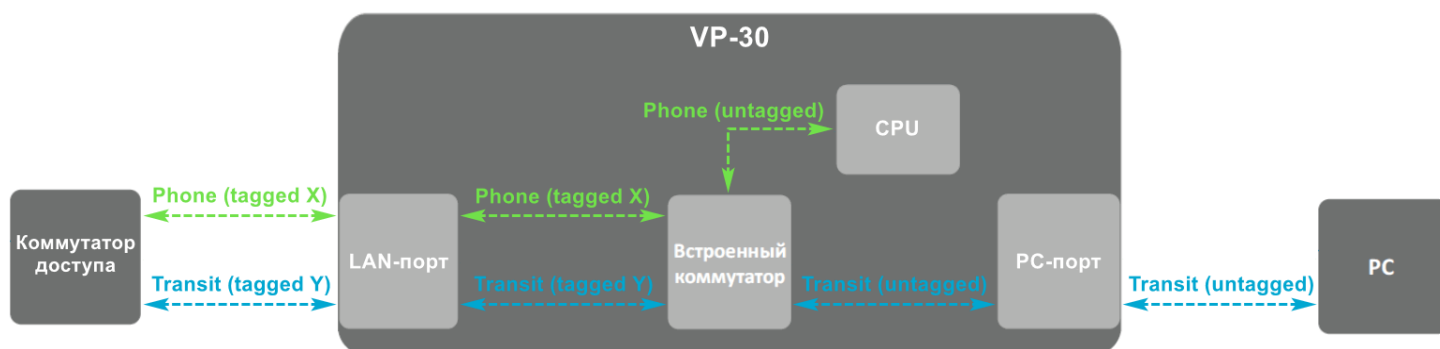 VP-30
Phone (untagged)
CPU
Phone (tagged X)
Phone (tagged X)
Коммутатор
доступа
LAN-порт
Встроенный
коммутатор
PC-порт
PC
Transit (tagged Y)
Transit (tagged Y)
Transit (untagged)
Transit (untagged)